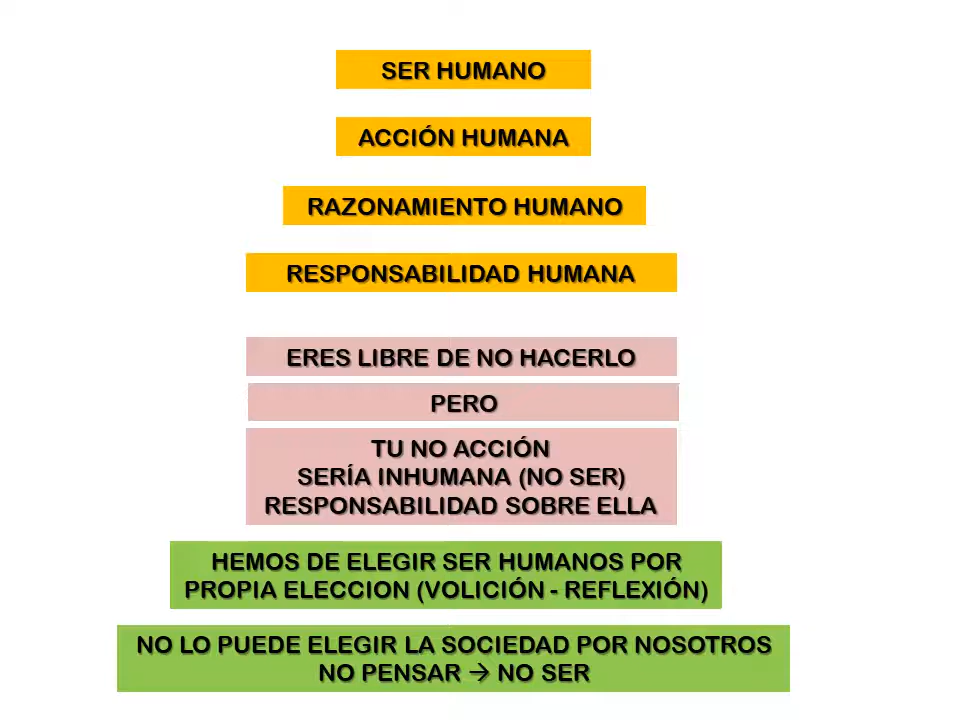 SER HUMANO
ACCIÓN HUMANA
RAZONAMIENTO HUMANO
RESPONSABILIDAD HUMANA
ERES LIBRE DE NO HACERLO
PERO
TU NO ACCIÓN
SERÍA INHUMANA (NO SER)
RESPONSABILIDAD SOBRE ELLA
HEMOS DE ELEGIR SER HUMANOS POR
PROPIA ELECCION (VOLICIÓN - REFLEXIÓN)
NO LO PUEDE ELEGIR LA SOCIEDAD POR NOSOTROS
NO PENSAR → NO SER